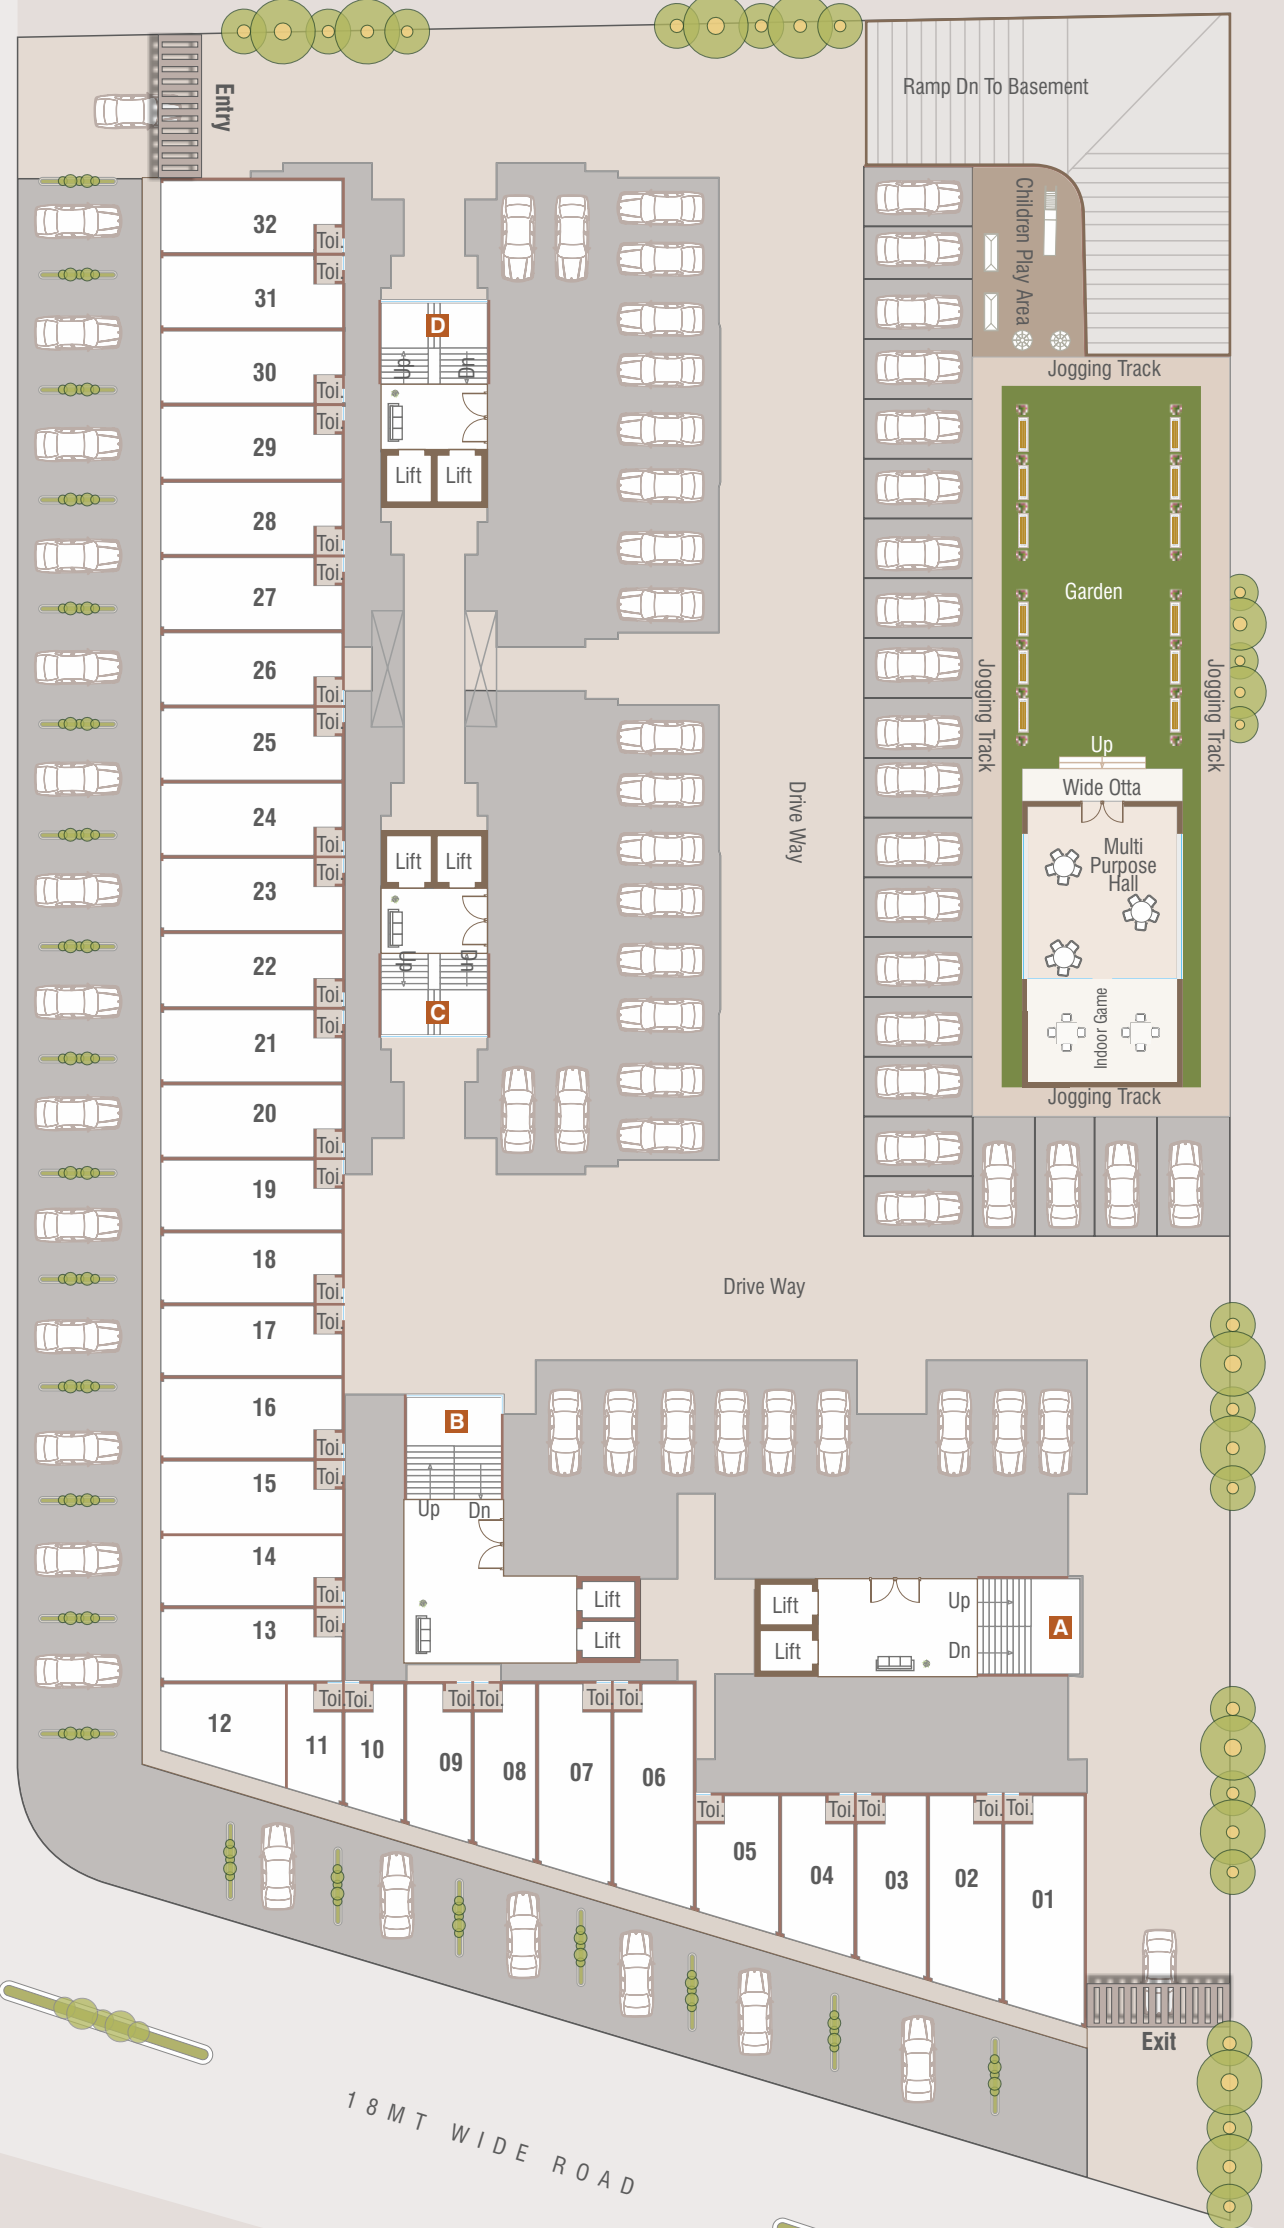 Ramp Dn To Basement
Entry
Children Play Area
32
Toi.
Toi.
31
D
Up
Dn
Jogging Track
30
Toi.
Toi.
29
Lift
Lift
28
Toi.
Toi.
27
Garden
26
Toi.
Toi.
25
Jogging Track
Jogging Track
Up
Wide Otta
24
Toi.
Toi.
23
Drive Way
Lift
Lift
Multi
Purpose
Hall
22
Toi.
Toi.
21
Up
Dn
C
Indoor Game
Jogging Track
20
Toi.
Toi.
19
18
Toi.
Toi.
17
Drive Way
16
Toi.
Toi.
15
B
Up
Dn
14
Toi.
Toi.
13
Lift
Lift
Lift
Lift
Up
Dn
A
12
Toi.
Toi.
Toi.
Toi.
Toi.
Toi.
11
10
09
08
07
06
Toi.
Toi.
Toi.
Toi.
Toi.
05
04
03
02
01
Exit
18MT WIDE ROAD